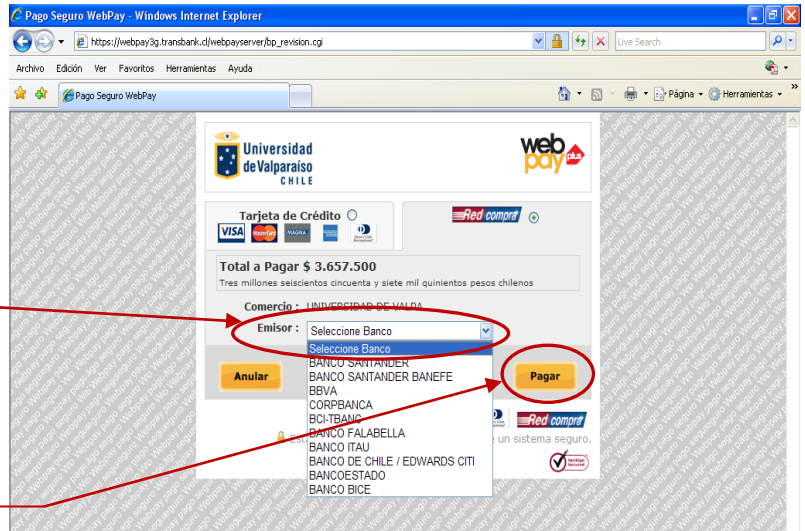 Pago Seguro WebPay - Windows Internet Explorer
https://webpay3g.transbank.cl/webpayserver/bp_revision.cgi
Live Search
Archivo Edición Ver Favoritos Herramientas Ayuda
Pago Seguro WebPay
Página Herramientas
Universidad
de Valparaíso
CHILE
web
pay plus
Tarjeta de Crédito
Red compra
VISA MasterCard MAGNA
Total a Pagar $ 3.657.500
Tres millones seiscientos cincuenta y siete mil quinientos pesos chilenos
Comercio : UNIVERSIDAD DE VALPA
Emisor : Seleccione Banco
Seleccione Banco
BANCO SANTANDER
BANCO SANTANDER BANEFE
BBVA
CORPBANCA
BCI-TBANC
BANCO FALABELLA
BANCO ITAU
BANCO DE CHILE / EDWARDS CITI
BANCOESTADO
BANCO BICE
Anular
Pagar
Red compra
un sistema seguro.